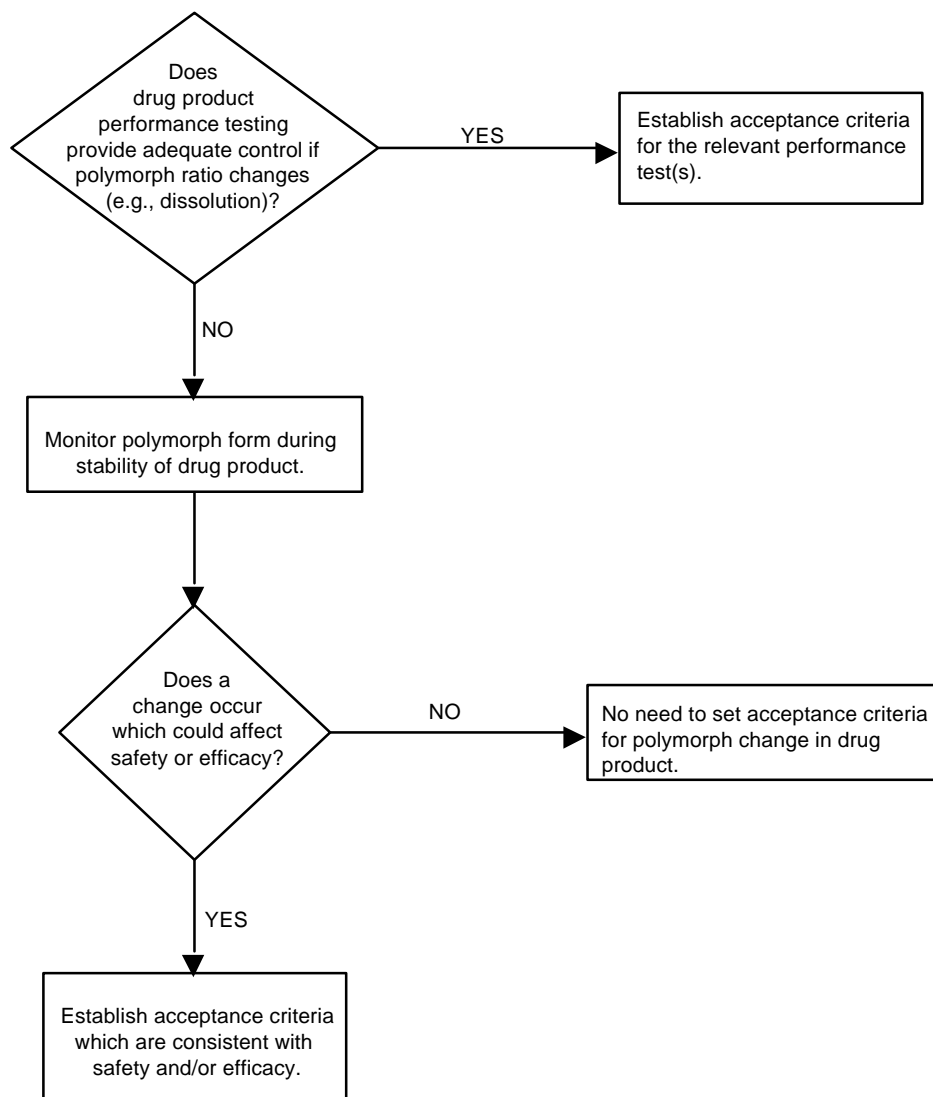 Does
drug product
performance testing
provide adequate control if
polymorph ratio changes
(e.g., dissolution)?
YES
Establish acceptance criteria
for the relevant performance
test(s).
NO
Monitor polymorph form during
stability of drug product.
Does a
change occur
which could affect
safety or efficacy?
NO
No need to set acceptance criteria
for polymorph change in drug
product.
YES
Establish acceptance criteria
which are consistent with
safety and/or efficacy.